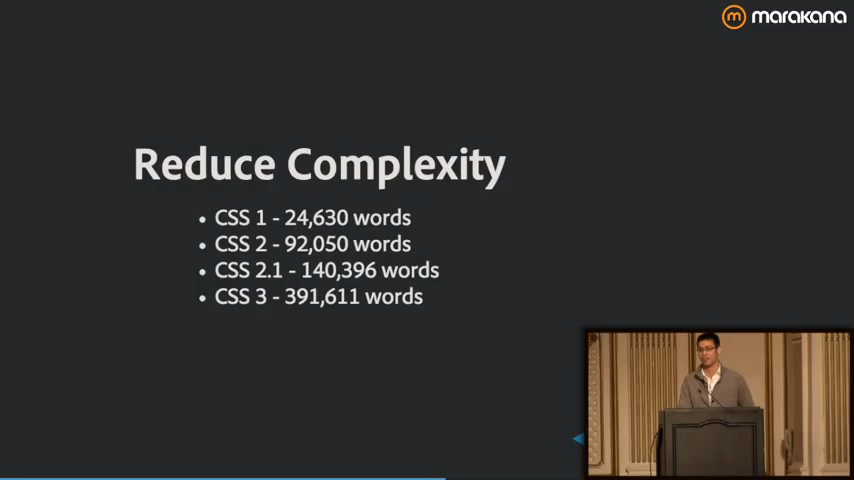 marakana
Reduce Complexity
• CSS 1 - 24,630 words
• CSS 2 - 92,050 words
• CSS 2.1 - 140,396 words
• CSS 3 - 391,611 words